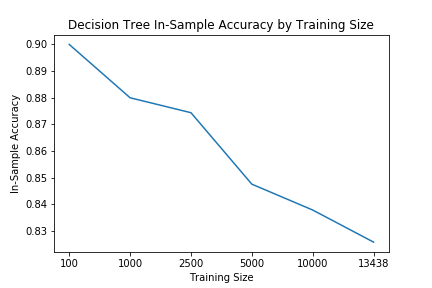 Decision Tree In-Sample Accuracy by Training Size
0.90
0.89
0.88
0.87
0.86
0.85
0.84
0.83
In-Sample Accuracy
100 1000 2500 5000 10000 13438
Training Size